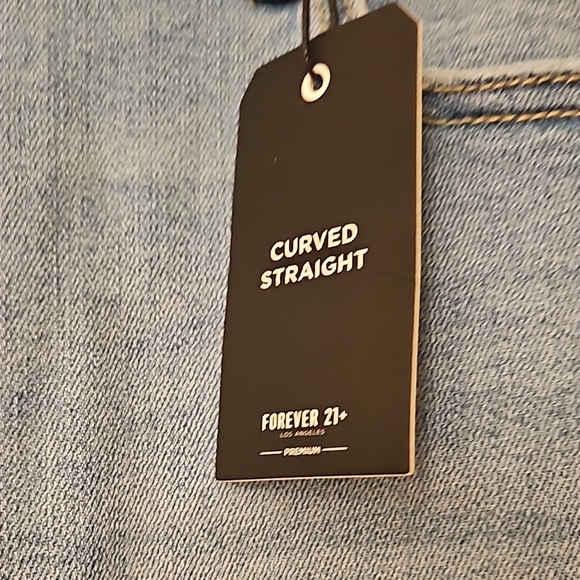 CURVED
STRAIGHT
FOREVER 21+
LOS ANGELES
PREMIUM